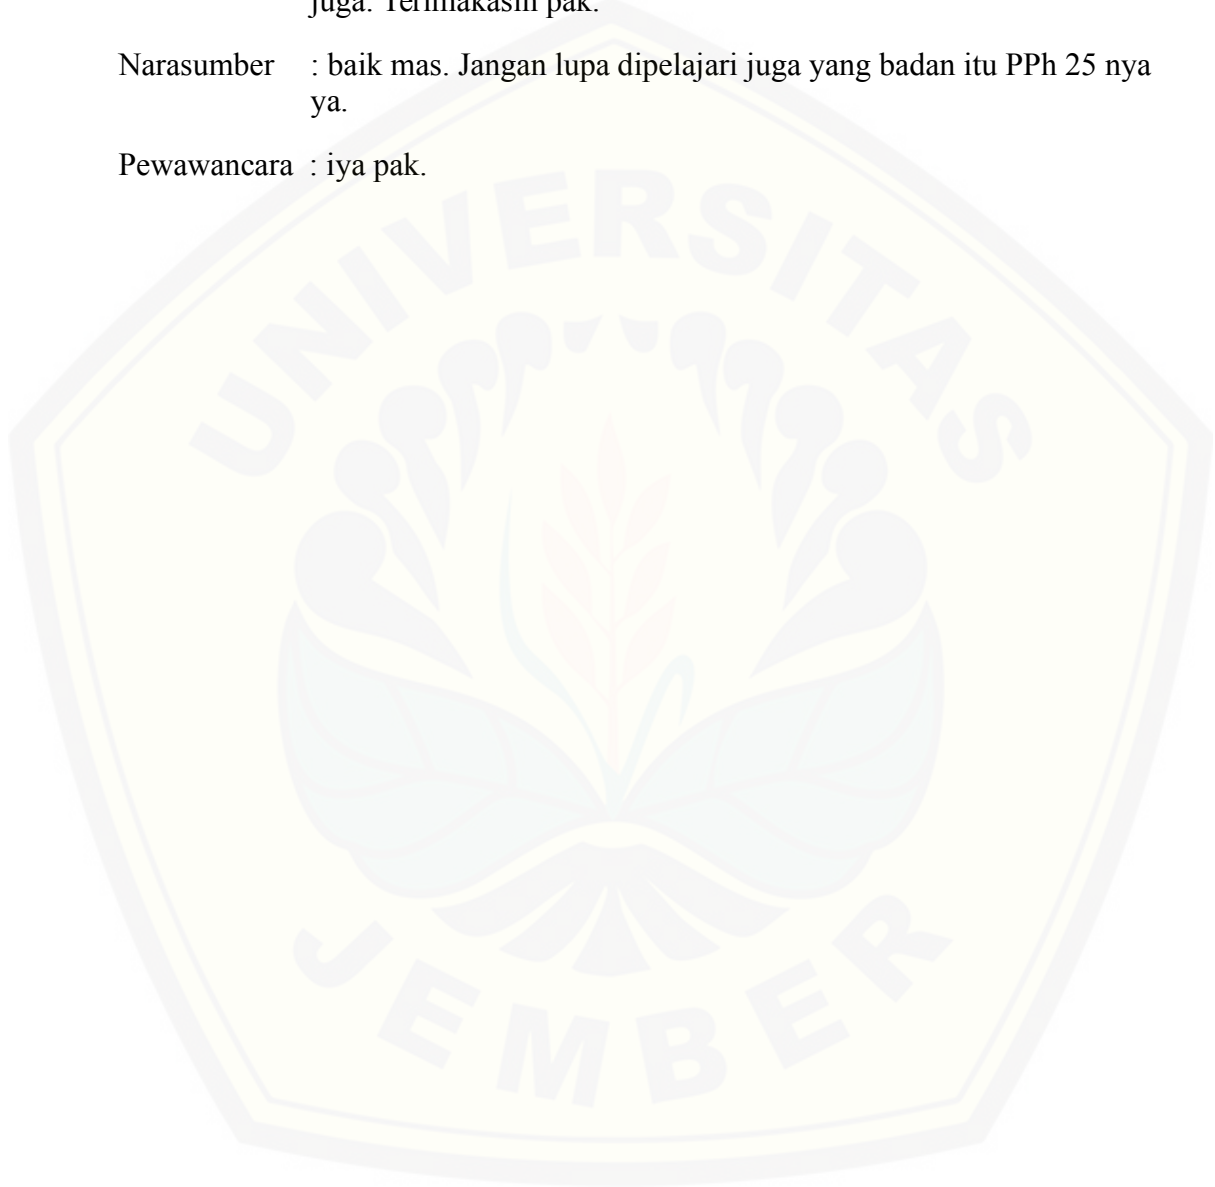 juga. Terimakasih pak.
Narasumber : baik mas. Jangan lupa dipelajari juga yang badan itu PPh 25 nya
ya.
Pewawancara : iya pak.
UNIVERSITAS
JEMBER